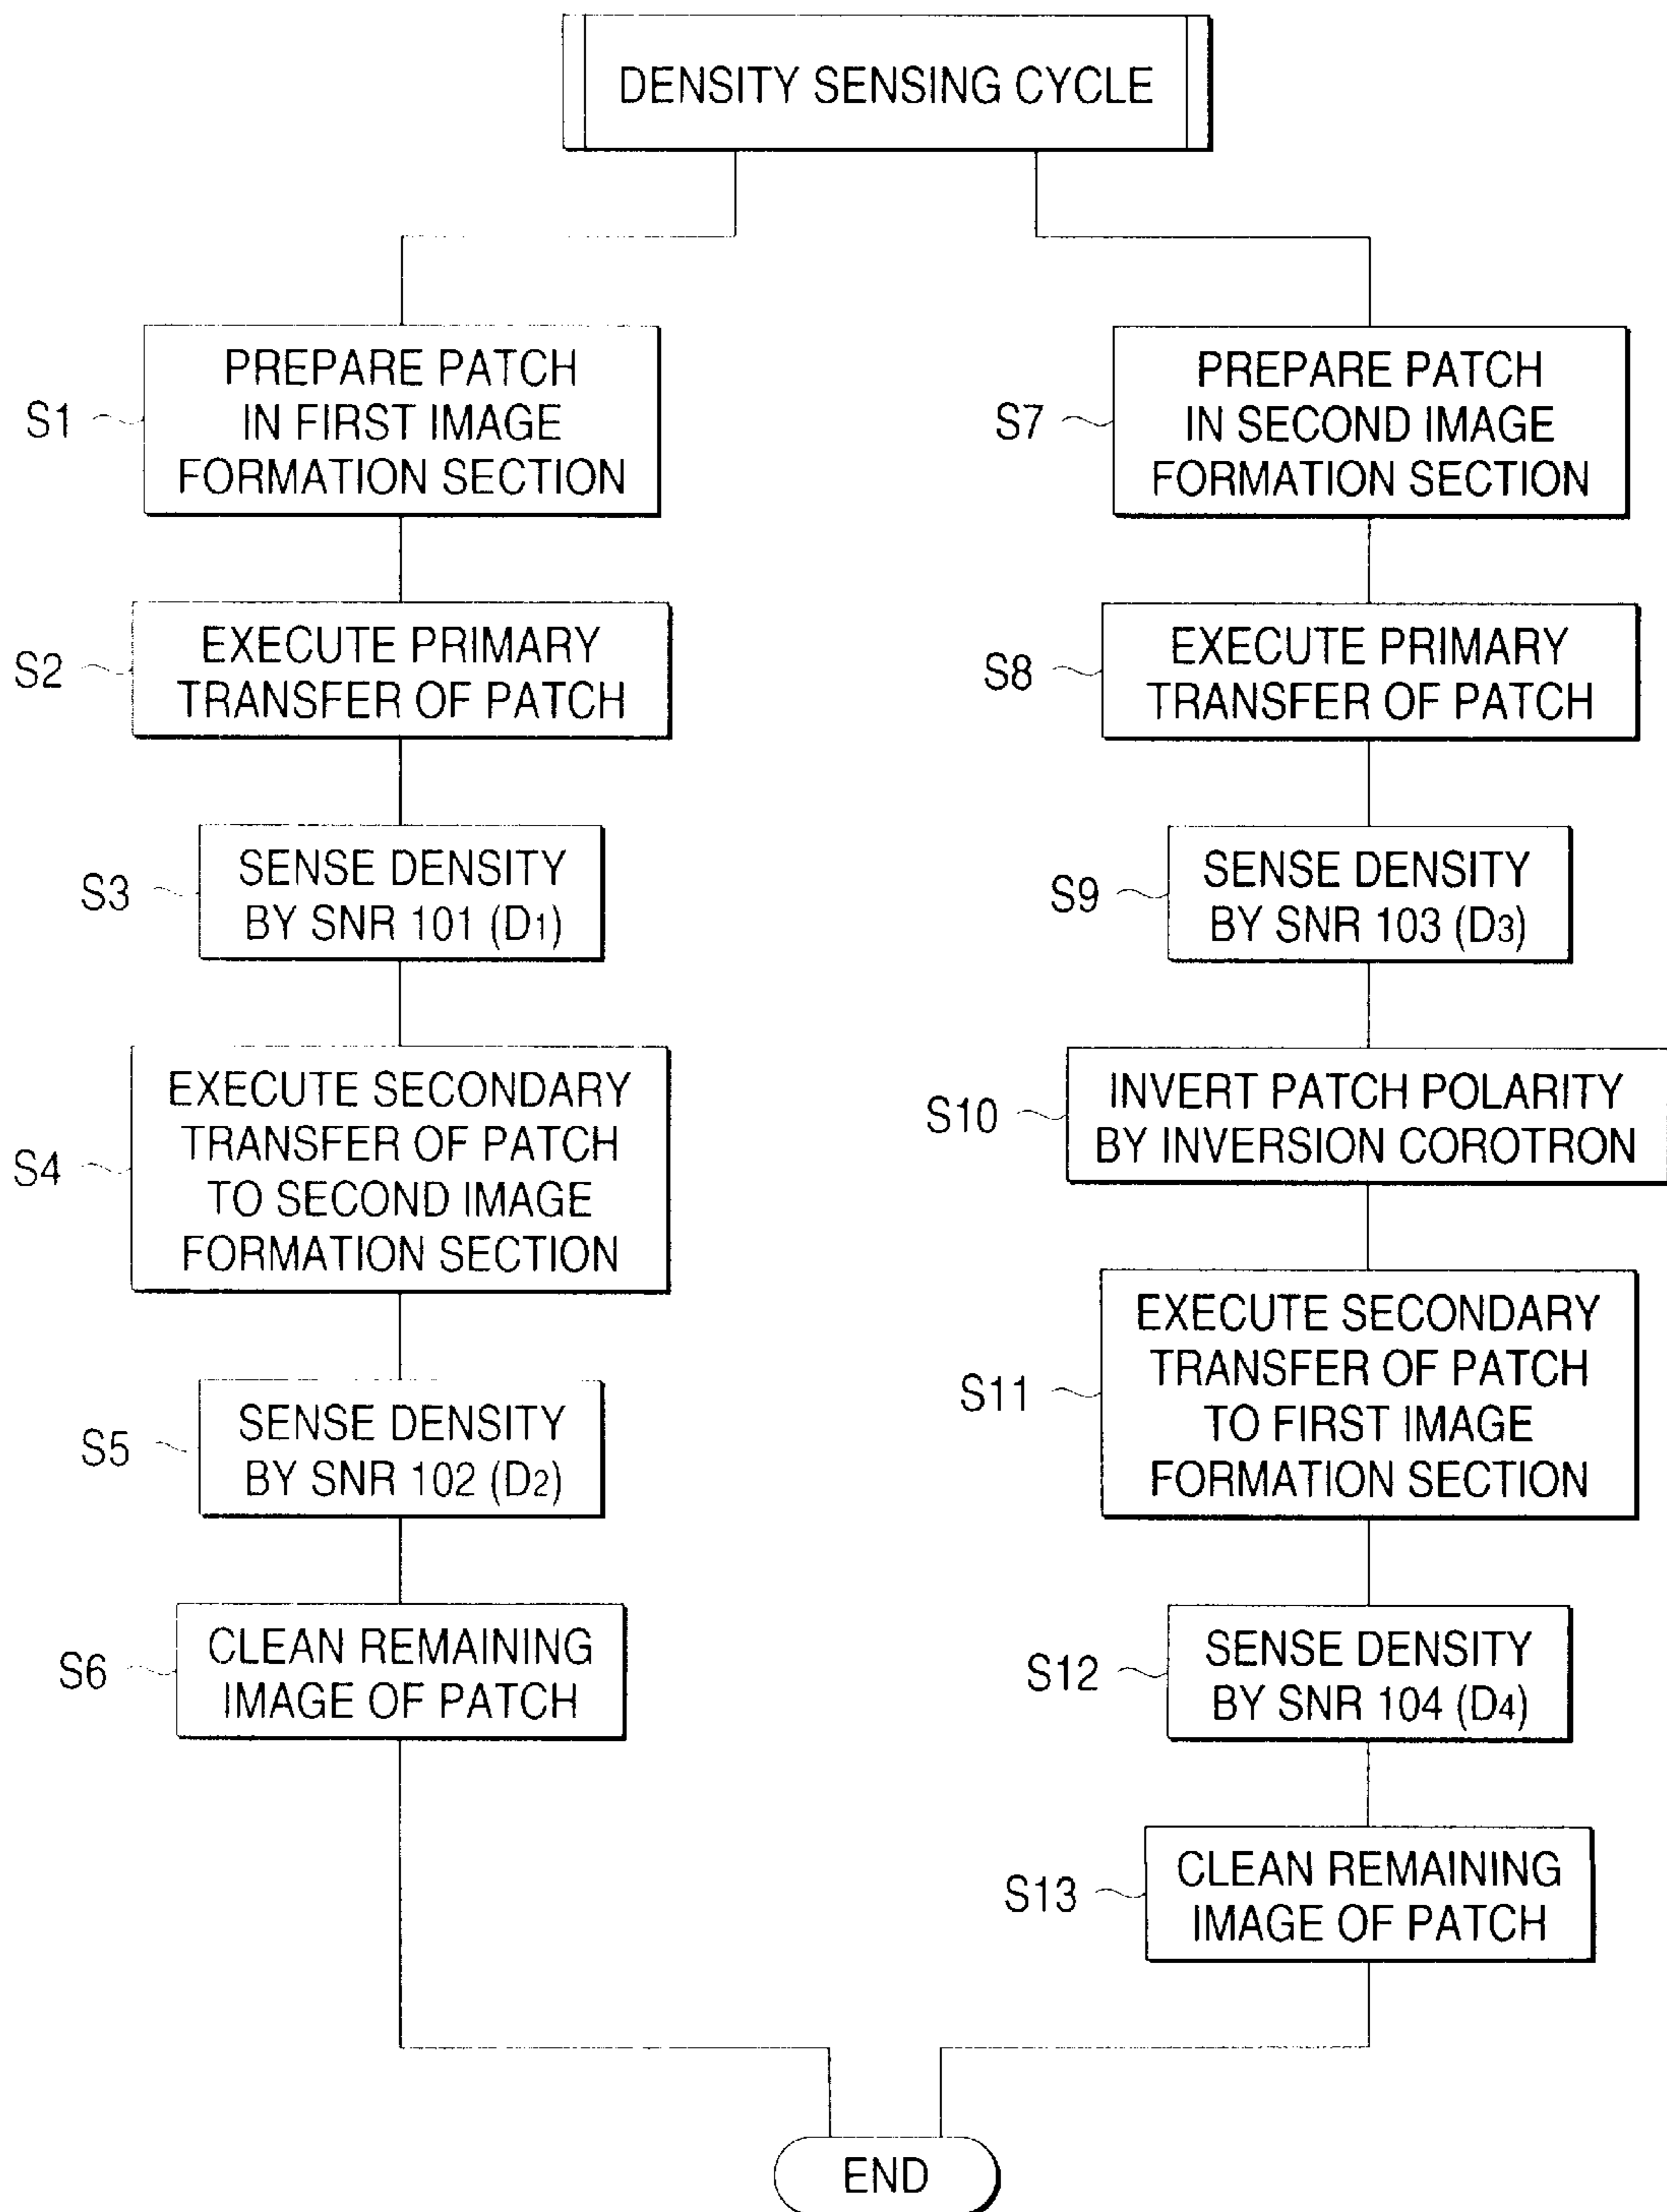 DENSITY SENSING CYCLE
S1
PREPARE PATCH
IN FIRST IMAGE
FORMATION SECTION
S2
EXECUTE PRIMARY
TRANSFER OF PATCH
S3
SENSE DENSITY
BY SNR 101 (D1)
S4
EXECUTE SECONDARY
TRANSFER OF PATCH
TO SECOND IMAGE
FORMATION SECTION
S5
SENSE DENSITY
BY SNR 102 (D2)
S6
CLEAN REMAINING
IMAGE OF PATCH
S7
PREPARE PATCH
IN SECOND IMAGE
FORMATION SECTION
S8
EXECUTE PRIMARY
TRANSFER OF PATCH
S9
SENSE DENSITY
BY SNR 103 (D3)
S10
INVERT PATCH POLARITY
BY INVERSION COROTRON
S11
EXECUTE SECONDARY
TRANSFER OF PATCH
TO FIRST IMAGE
FORMATION SECTION
S12
SENSE DENSITY
BY SNR 104 (D4)
S13
CLEAN REMAINING
IMAGE OF PATCH
END